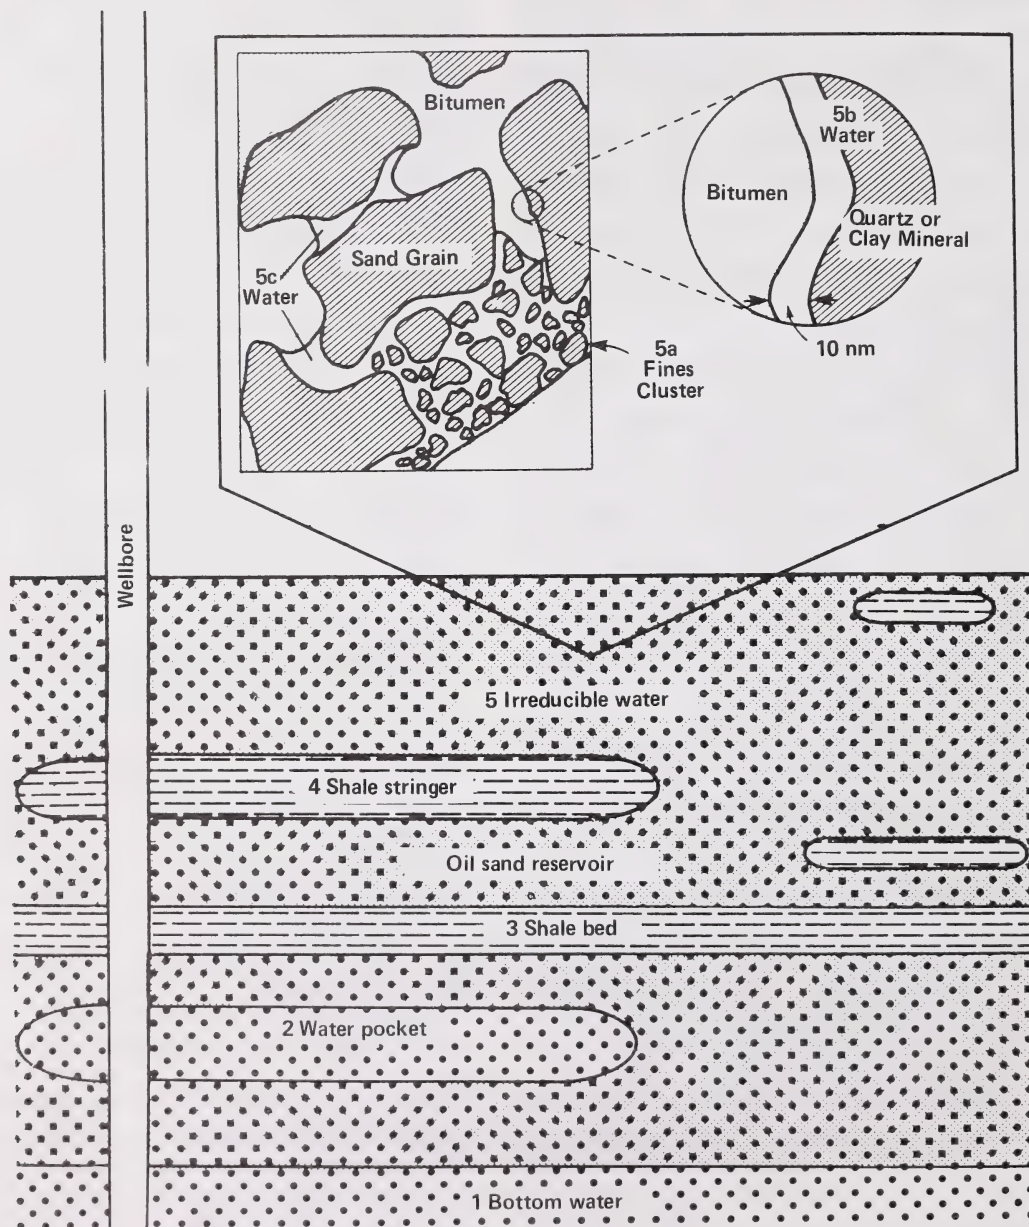 Bitumen
5b
Water
Bitumen
Quartz or
Clay Mineral
Sand Grain
5c
Water
10 nm
5a
Fines
Cluster
Wellbore
5 Irreducible water
4 Shale stringer
Oil sand reservoir
3 Shale bed
2 Water pocket
1 Bottom water